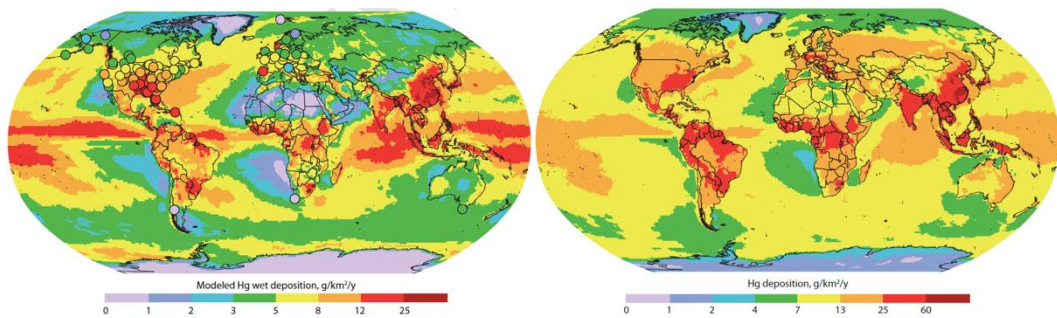 Modeled Hg wet deposition, g/km²/y
0 1 2 3 5 8 12 25
Hg deposition, g/km²/y
0 1 2 4 7 13 25 60